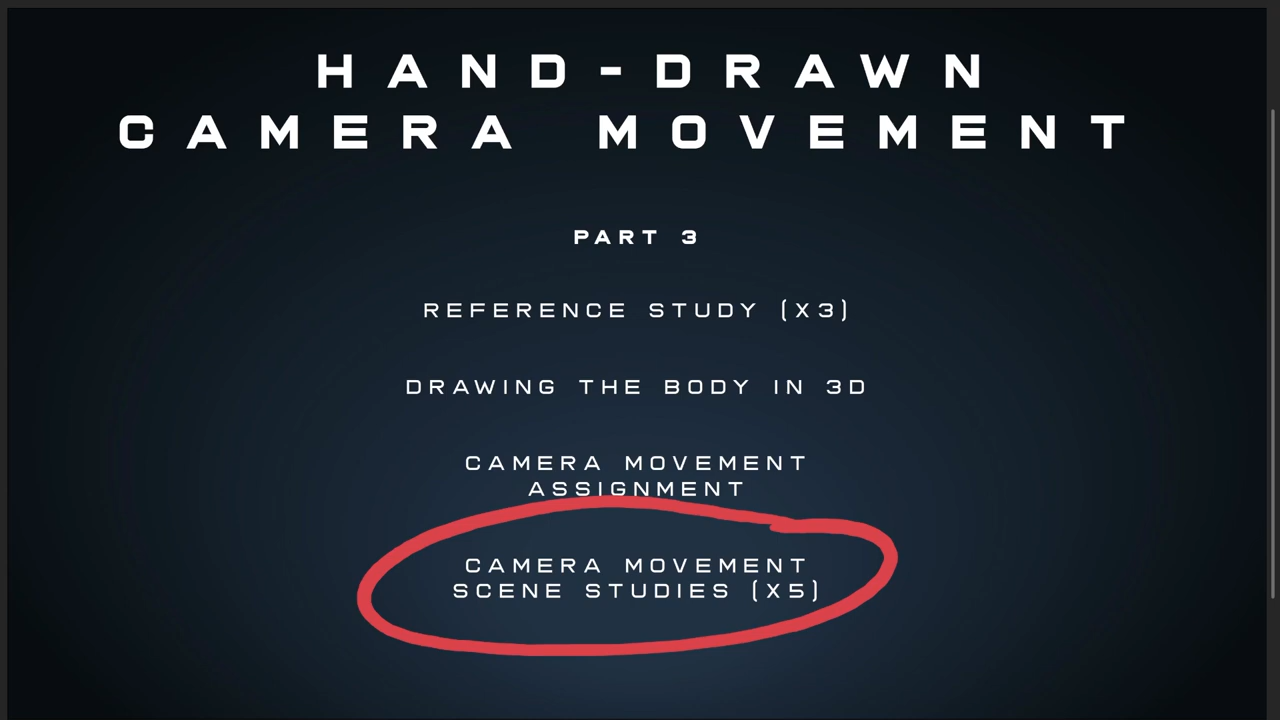 HAND-DRAWN
CAMERA MOVEMENT
PART 3
REFERENCE STUDY (X3)
DRAWING THE BODY IN 3D
CAMERA MOVEMENT
ASSIGNMENT
CAMERA MOVEMENT
SCENE STUDIES (X5)